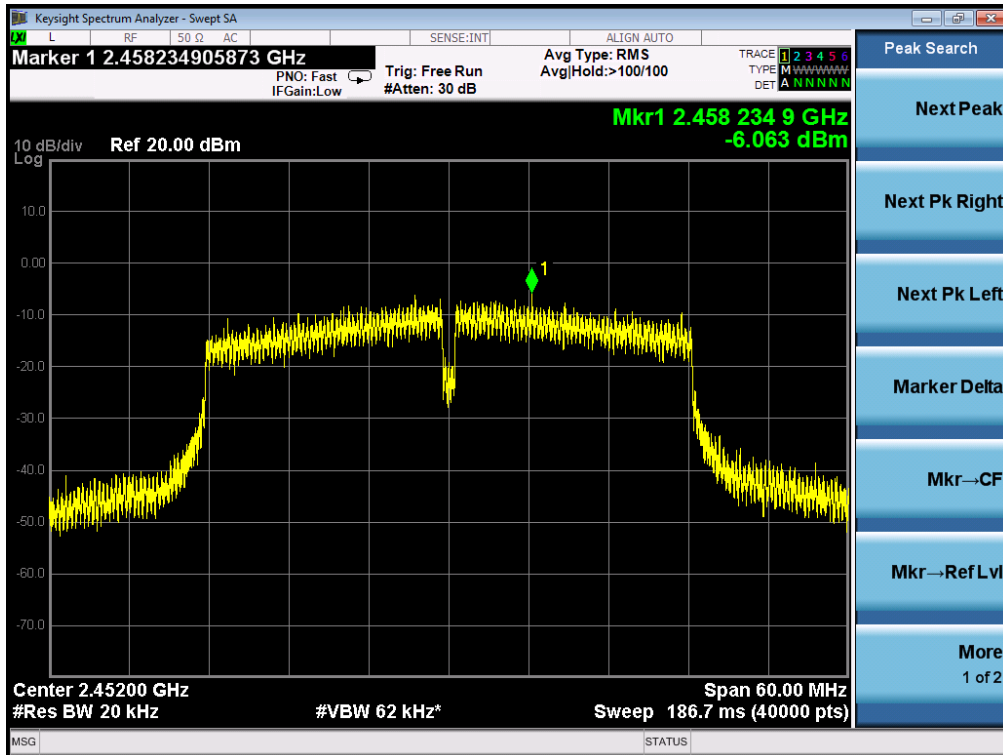 Keysight Spectrum Analyzer - Swept SA
LXI L RF 50 Ω AC SENSE:INT ALIGN AUTO
Marker 1 2.458234905873 GHz
PNO: Fast
IFGain:Low
Trig: Free Run
#Atten: 30 dB
Avg Type: RMS
Avg|Hold:>100/100
TRACE 1 2 3 4 5 6
TYPE M WWWWW
DET A N N N N N
Mkr1 2.458 234 9 GHz
-6.063 dBm
10 dB/div Ref 20.00 dBm
Log
10.0
0.00
1
-10.0
-20.0
-30.0
-40.0
-50.0
-60.0
-70.0
Center 2.45200 GHz Span 60.00 MHz
#Res BW 20 kHz #VBW 62 kHz* Sweep 186.7 ms (40000 pts)
MSG STATUS
Peak Search
Next Peak
Next Pk Right
Next Pk Left
Marker Delta
Mkr→CF
Mkr→Ref Lvl
More
1 of 2